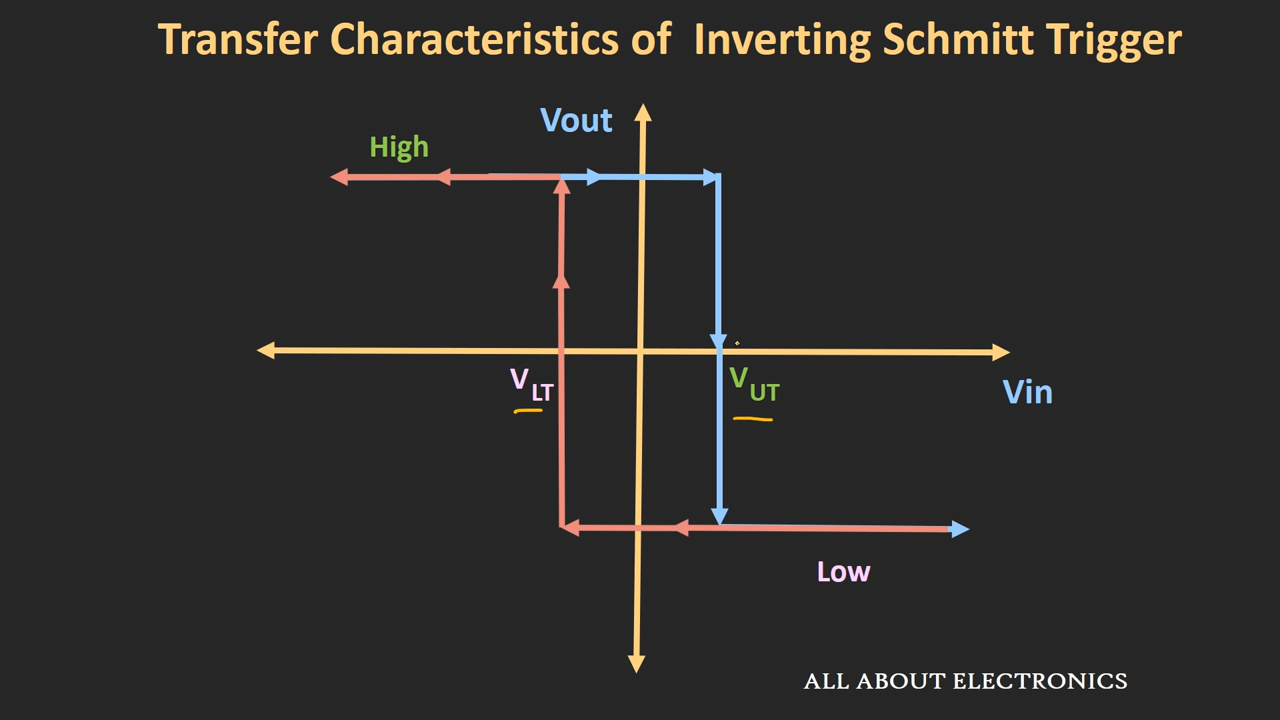 Transfer Characteristics of Inverting Schmitt Trigger
Vout
High
VLT
VUT
Vin
Low
ALL ABOUT ELECTRONICS